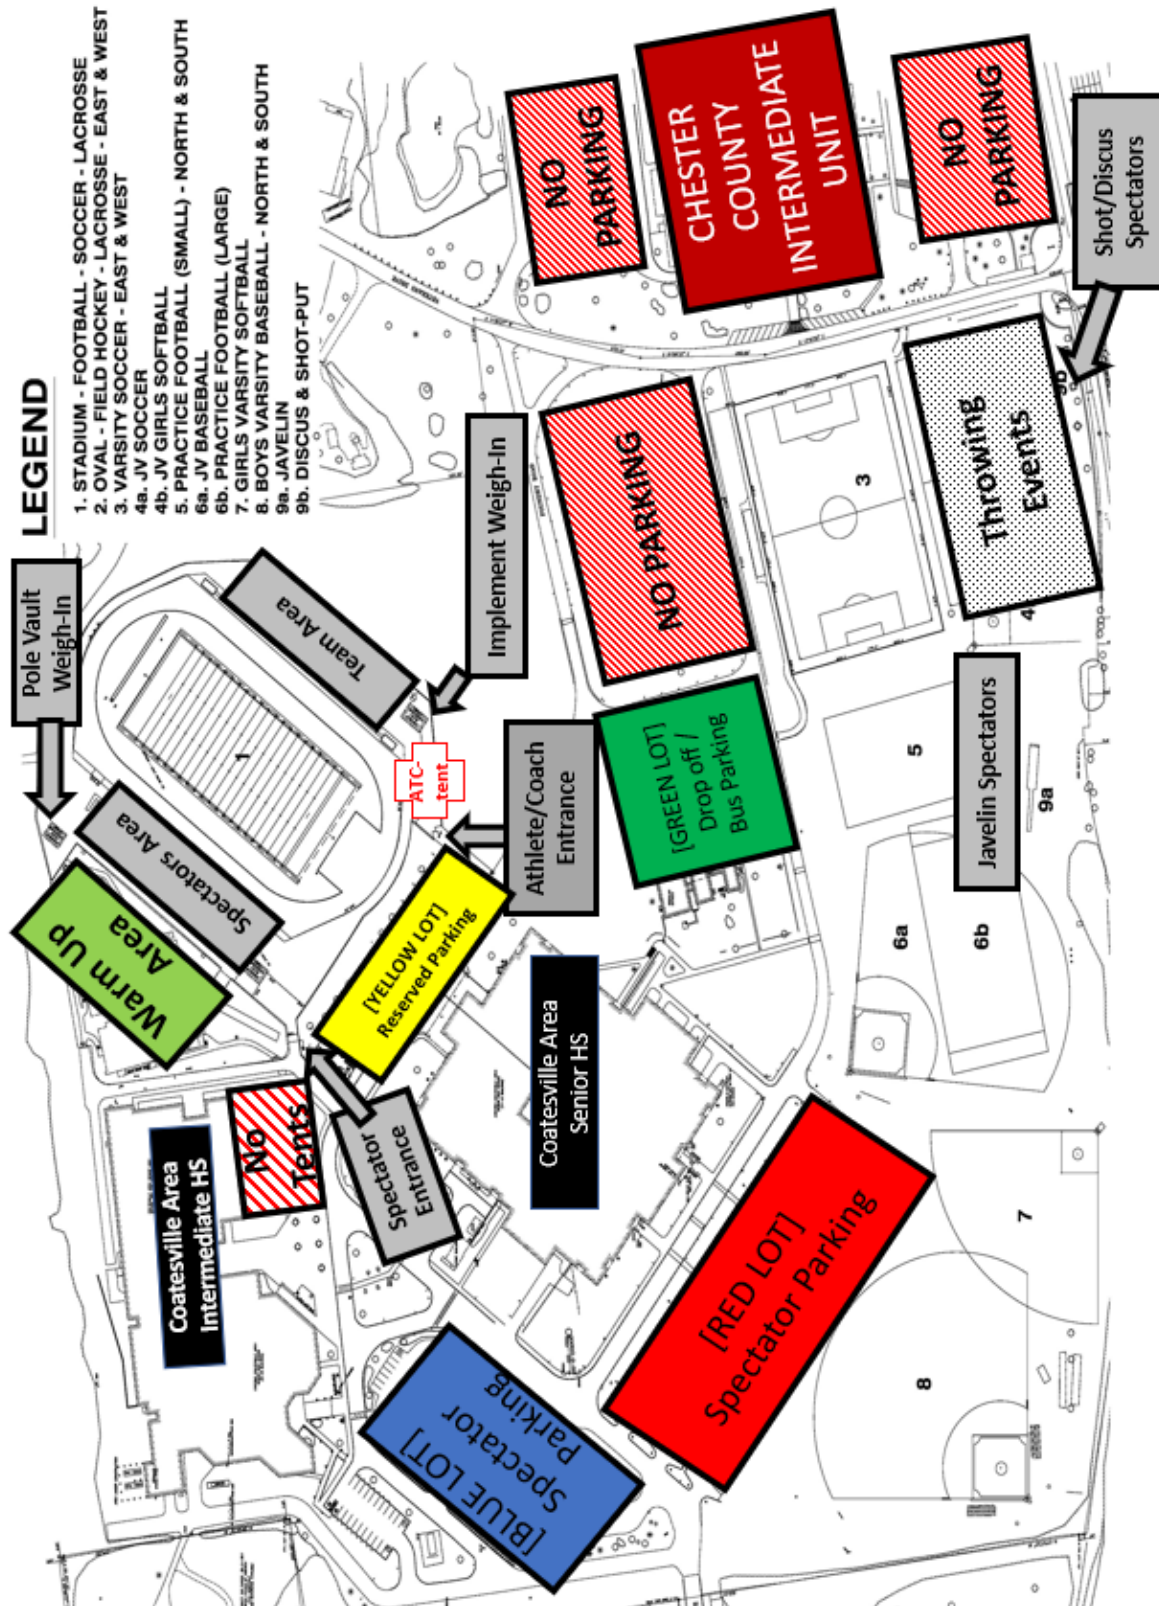 LEGEND
1. STADIUM - FOOTBALL - SOCCER - LACROSSE
2. OVAL - FIELD HOCKEY - LACROSSE - EAST & WEST
3. VARSITY SOCCER - EAST & WEST
4a. JV SOCCER
4b. JV GIRLS SOFTBALL
5. PRACTICE FOOTBALL (SMALL) - NORTH & SOUTH
6a. JV BASEBALL
6b. PRACTICE FOOTBALL (LARGE)
7. GIRLS VARSITY SOFTBALL
8. BOYS VARSITY BASEBALL - NORTH & SOUTH
9a. JAVELIN
9b. DISCUS & SHOT-PUT
Pole Vault
Weigh-In
Team Area
Implement Weigh-In
1
ATC-
tent
Spectators Area
Warm Up
Area
Athlete/Coach
Entrance
[YELLOW LOT]
Reserved Parking
[GREEN LOT]
Drop off /
Bus Parking
NO PARKING
NO
PARKING
CHESTER
COUNTY
INTERMEDIATE
UNIT
NO
PARKING
Shot/Discus
Spectators
Throwing
Events
9b
3
4
5
Javelin Spectators
9a
6a
6b
Coatesville Area
Intermediate HS
No
Tents
Spectator
Entrance
Coatesville Area
Senior HS
[BLUE LOT]
Spectator
Parking
[RED LOT]
Spectator Parking
7
8